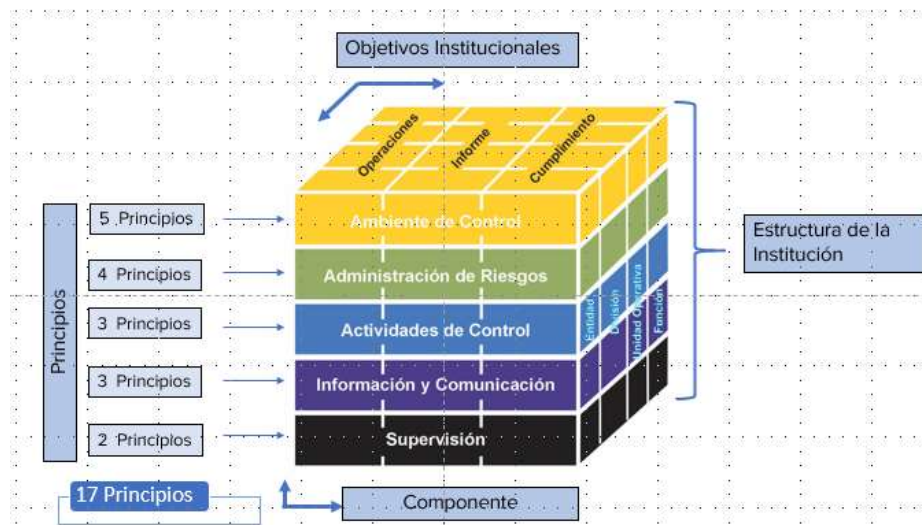 Objetivos Institucionales
Operaciones
Informe
Cumplimiento
Principios
5 Principios
Ambiente de Control
4 Principios
Administración de Riesgos
3 Principios
Actividades de Control
3 Principios
Información y Comunicación
2 Principios
Supervisión
Entidad
División
Unidad Operativa
Función
Estructura de la
Institución
17 Principios
Componente